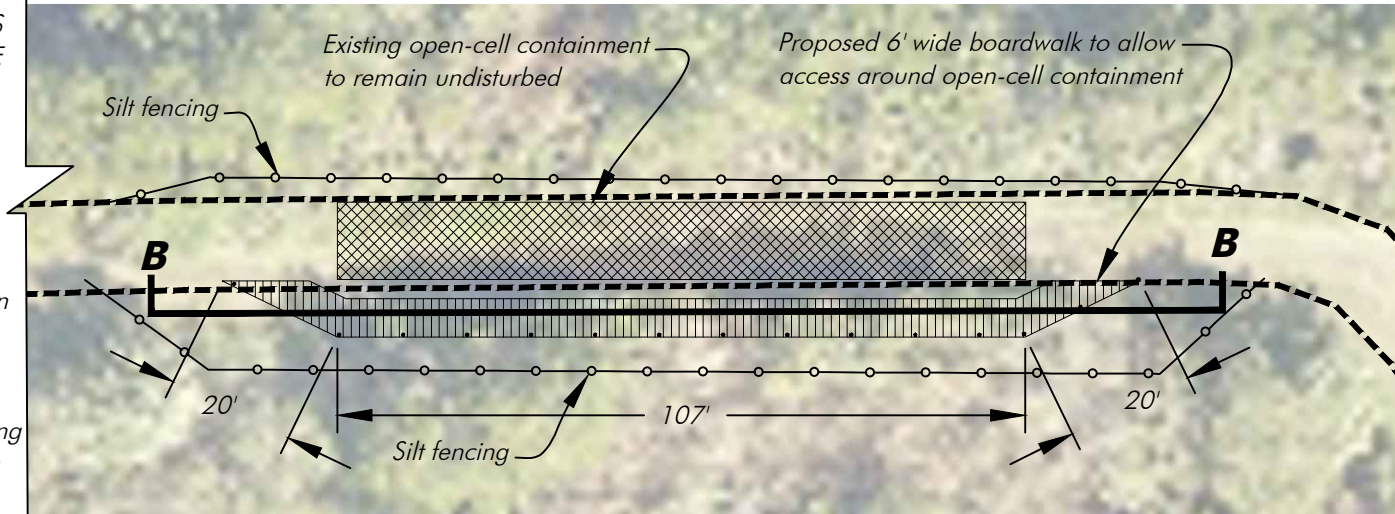 S
E
Existing open-cell containment
to remain undisturbed
Proposed 6' wide boardwalk to allow
access around open-cell containment
Silt fencing
B
B
n
20'
107'
20'
ng
Silt fencing